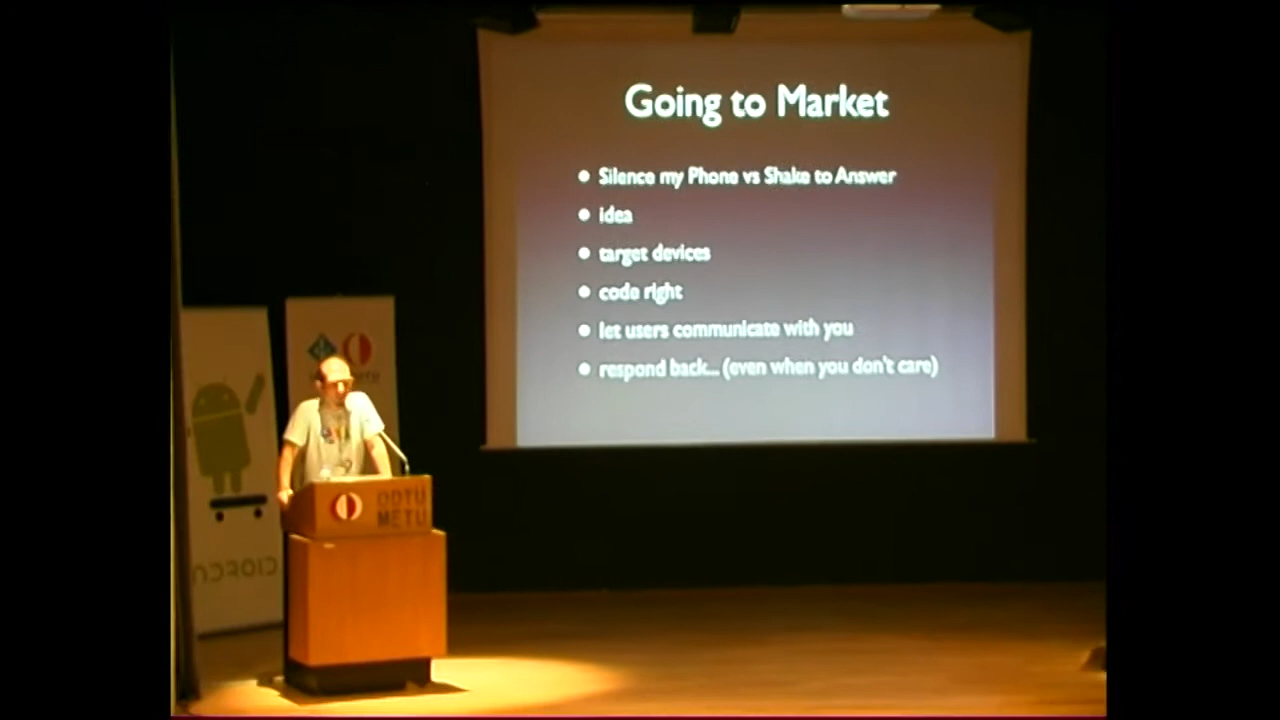 Going to Market
Silence my Phone vs Shake to Answer
idea
target devices
code right
let users communicate with you
respond back... (even when you don't care)
ODTÜ
METU
ANDROID